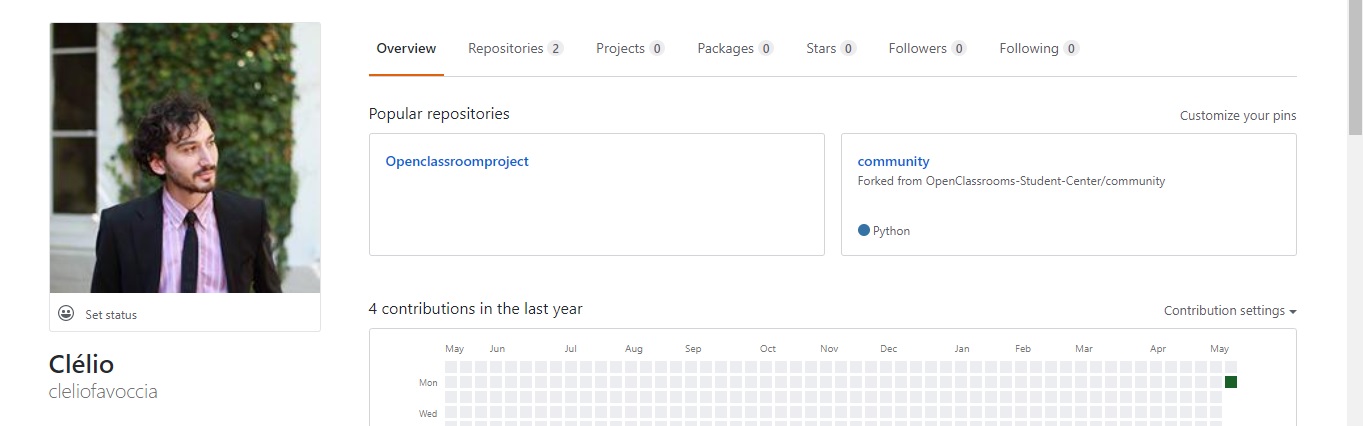 Overview Repositories 2 Projects 0 Packages 0 Stars 0 Followers 0 Following 0
Popular repositories Customize your pins
Openclassroomproject
community
Forked from OpenClassrooms-Student-Center/community
Python
Set status
Clélio
cleliofavoccia
4 contributions in the last year Contribution settings
May Jun Jul Aug Sep Oct Nov Dec Jan Feb Mar Apr May
Mon
Wed